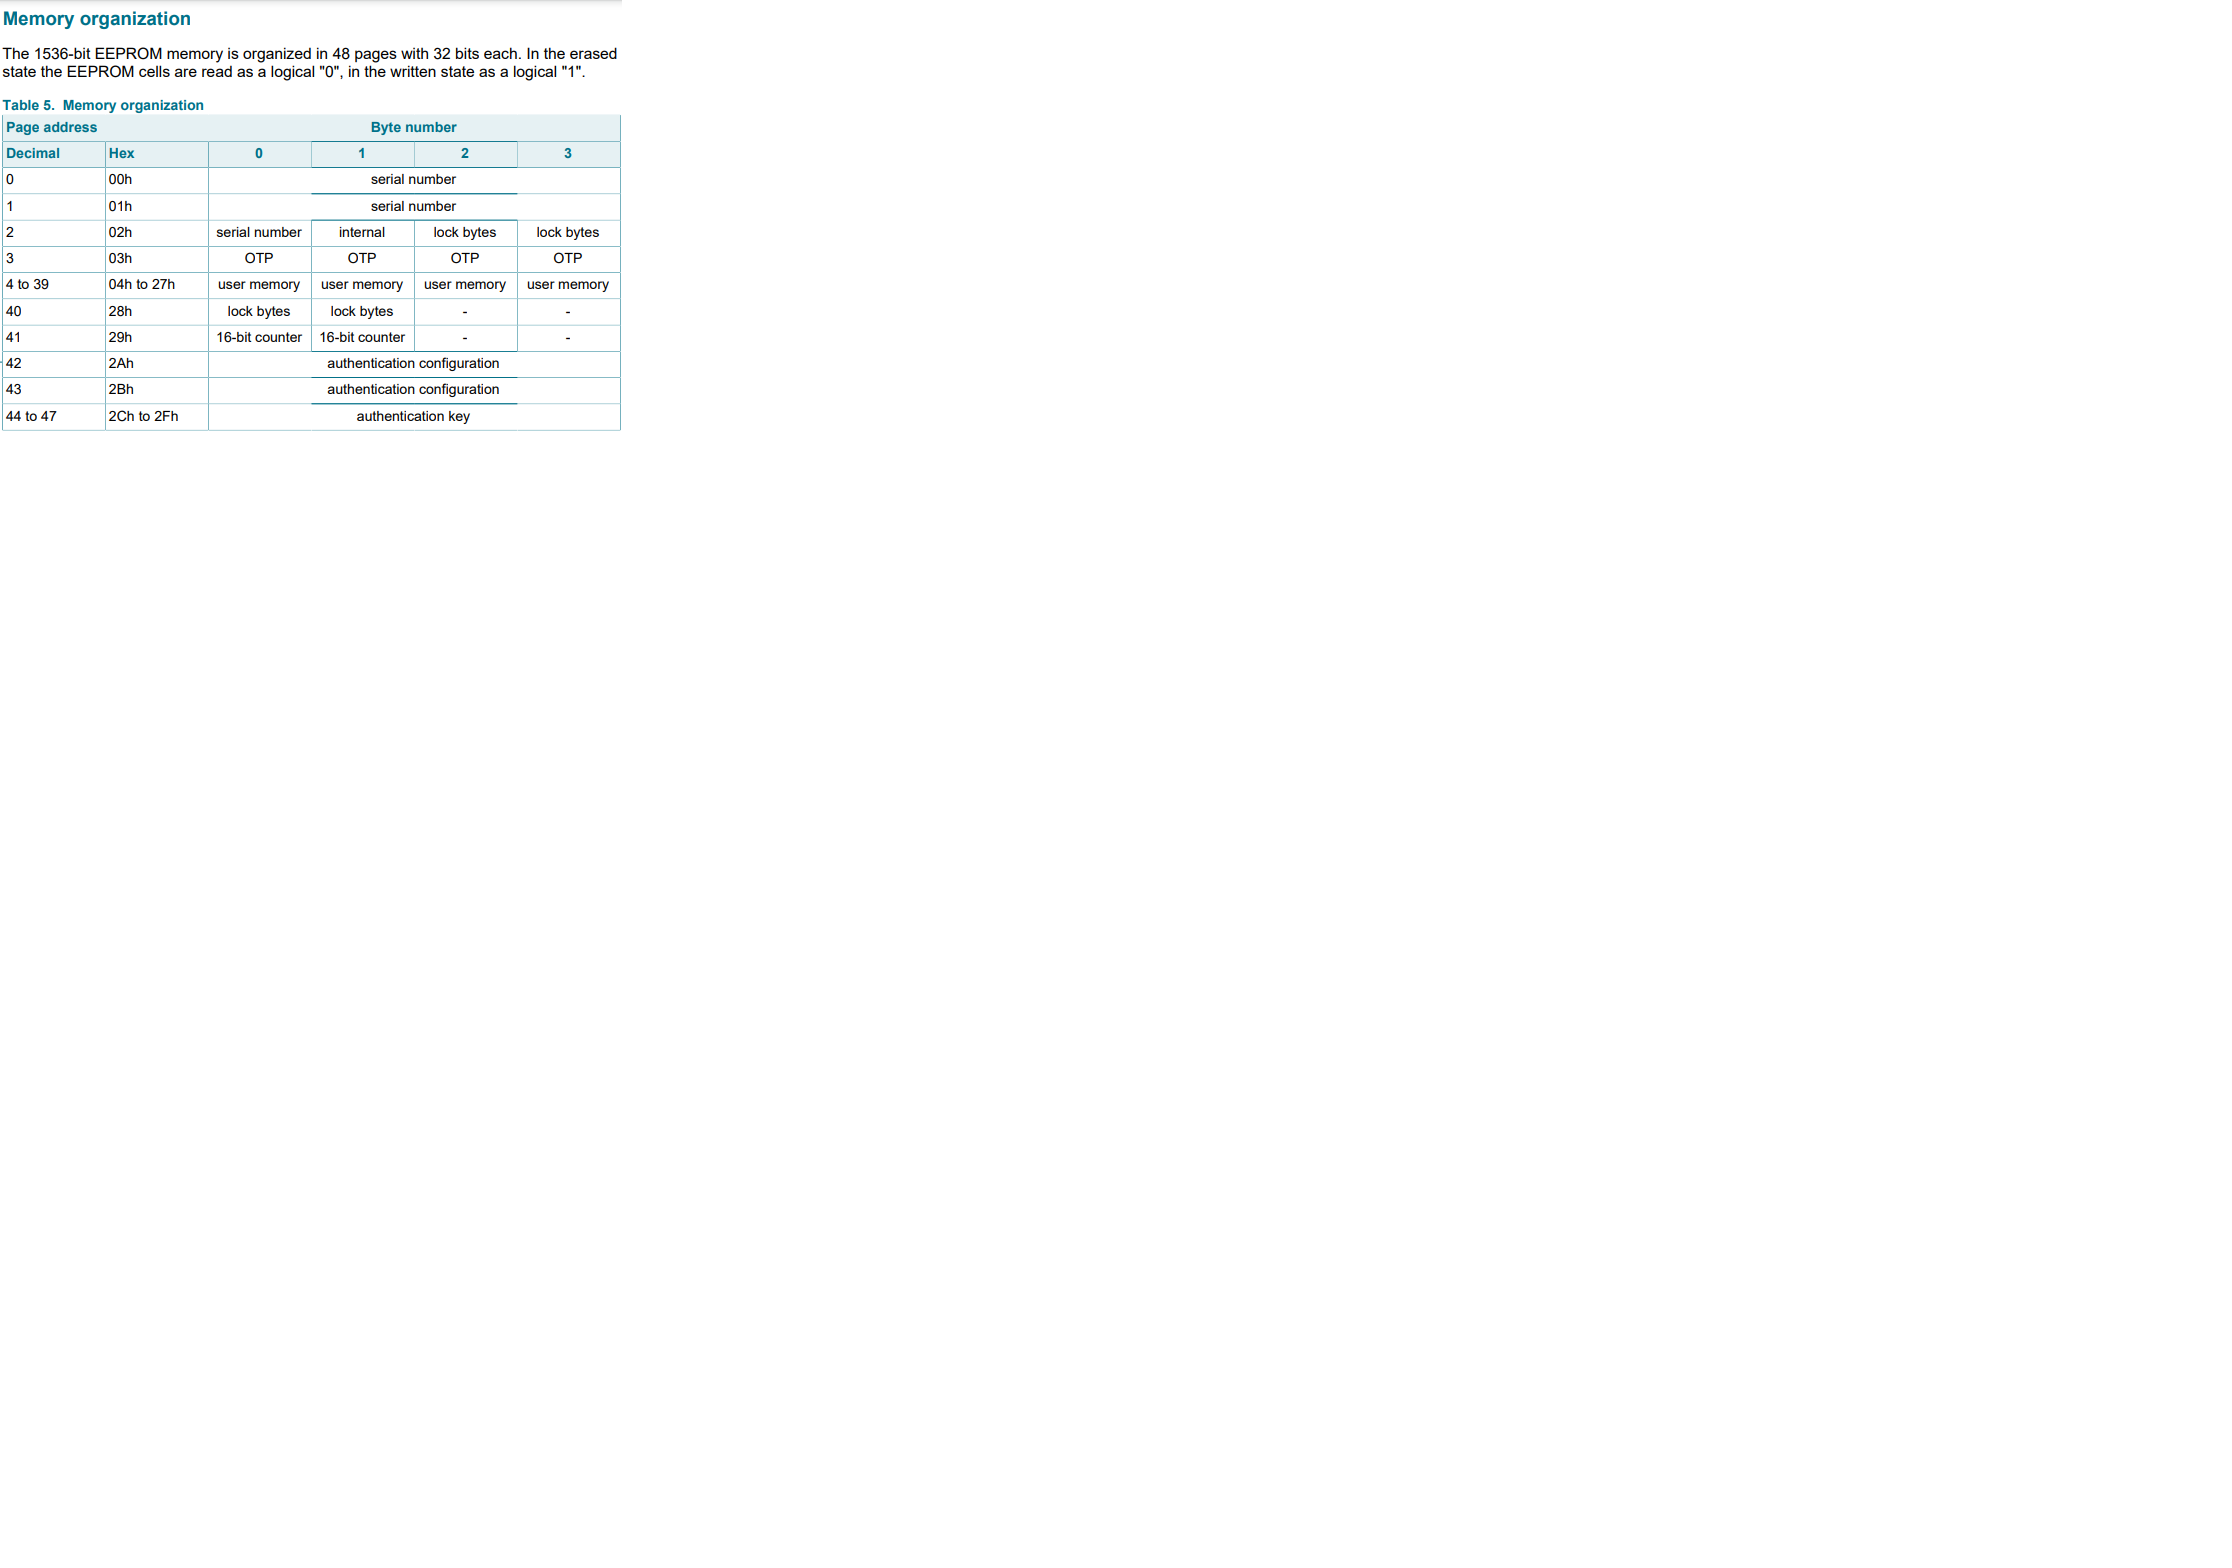 Memory organization
The 1536-bit EEPROM memory is organized in 48 pages with 32 bits each. In the erased
state the EEPROM cells are read as a logical "0", in the written state as a logical "1".
Table 5. Memory organization
Page address Byte number
Decimal Hex 0 1 2 3
0 00h serial number
1 01h serial number
2 02h serial number internal lock bytes lock bytes
3 03h OTP OTP OTP OTP
4 to 39 04h to 27h user memory user memory user memory user memory
40 28h lock bytes lock bytes - -
41 29h 16-bit counter 16-bit counter - -
42 2Ah authentication configuration
43 2Bh authentication configuration
44 to 47 2Ch to 2Fh authentication key